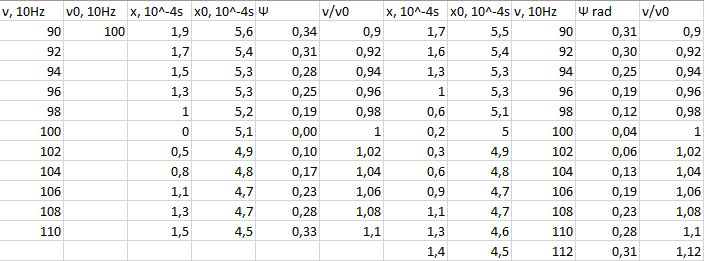 ν, 10Hz ν0, 10Hz x, 10^-4s x0, 10^-4s Ψ ν/ν0 x, 10^-4s x0, 10^-4s ν, 10Hz Ψ rad ν/ν0
90 100 1,9 5,6 0,34 0,9 1,7 5,5 90 0,31 0,9
92 1,7 5,4 0,31 0,92 1,6 5,4 92 0,30 0,92
94 1,5 5,3 0,28 0,94 1,3 5,3 94 0,25 0,94
96 1,3 5,3 0,25 0,96 1 5,3 96 0,19 0,96
98 1 5,2 0,19 0,98 0,6 5,1 98 0,12 0,98
100 0 5,1 0,00 1 0,2 5 100 0,04 1
102 0,5 4,9 0,10 1,02 0,3 4,9 102 0,06 1,02
104 0,8 4,8 0,17 1,04 0,6 4,8 104 0,13 1,04
106 1,1 4,7 0,23 1,06 0,9 4,7 106 0,19 1,06
108 1,3 4,7 0,28 1,08 1,1 4,7 108 0,23 1,08
110 1,5 4,5 0,33 1,1 1,3 4,6 110 0,28 1,1
1,4 4,5 112 0,31 1,12